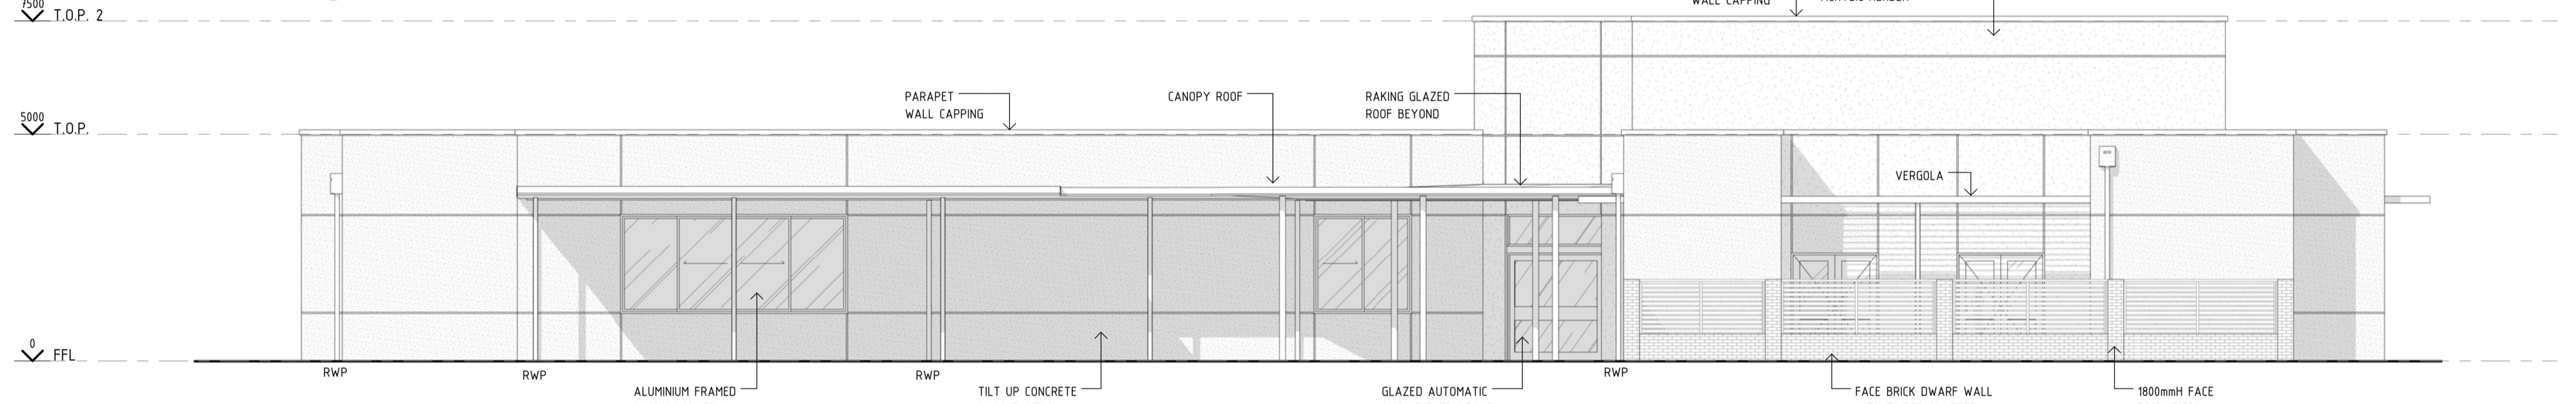 7500
T.O.P. 2
WALL CAPPING
5000
T.O.P.
PARAPET
WALL CAPPING
CANOPY ROOF
RAKING GLAZED
ROOF BEYOND
VERGOLA
0
FFL
RWP
RWP
RWP
RWP
ALUMINIUM FRAMED
TILT UP CONCRETE
GLAZED AUTOMATIC
FACE BRICK DWARF WALL
1800mmH FACE